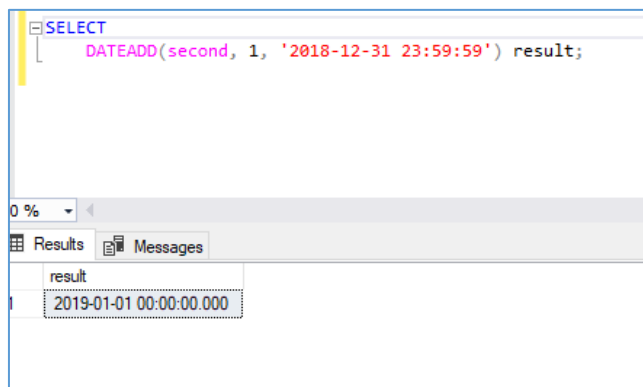 SELECT
DATEADD(second, 1, '2018-12-31 23:59:59') result;
0 %
Results Messages
result
1 2019-01-01 00:00:00.000